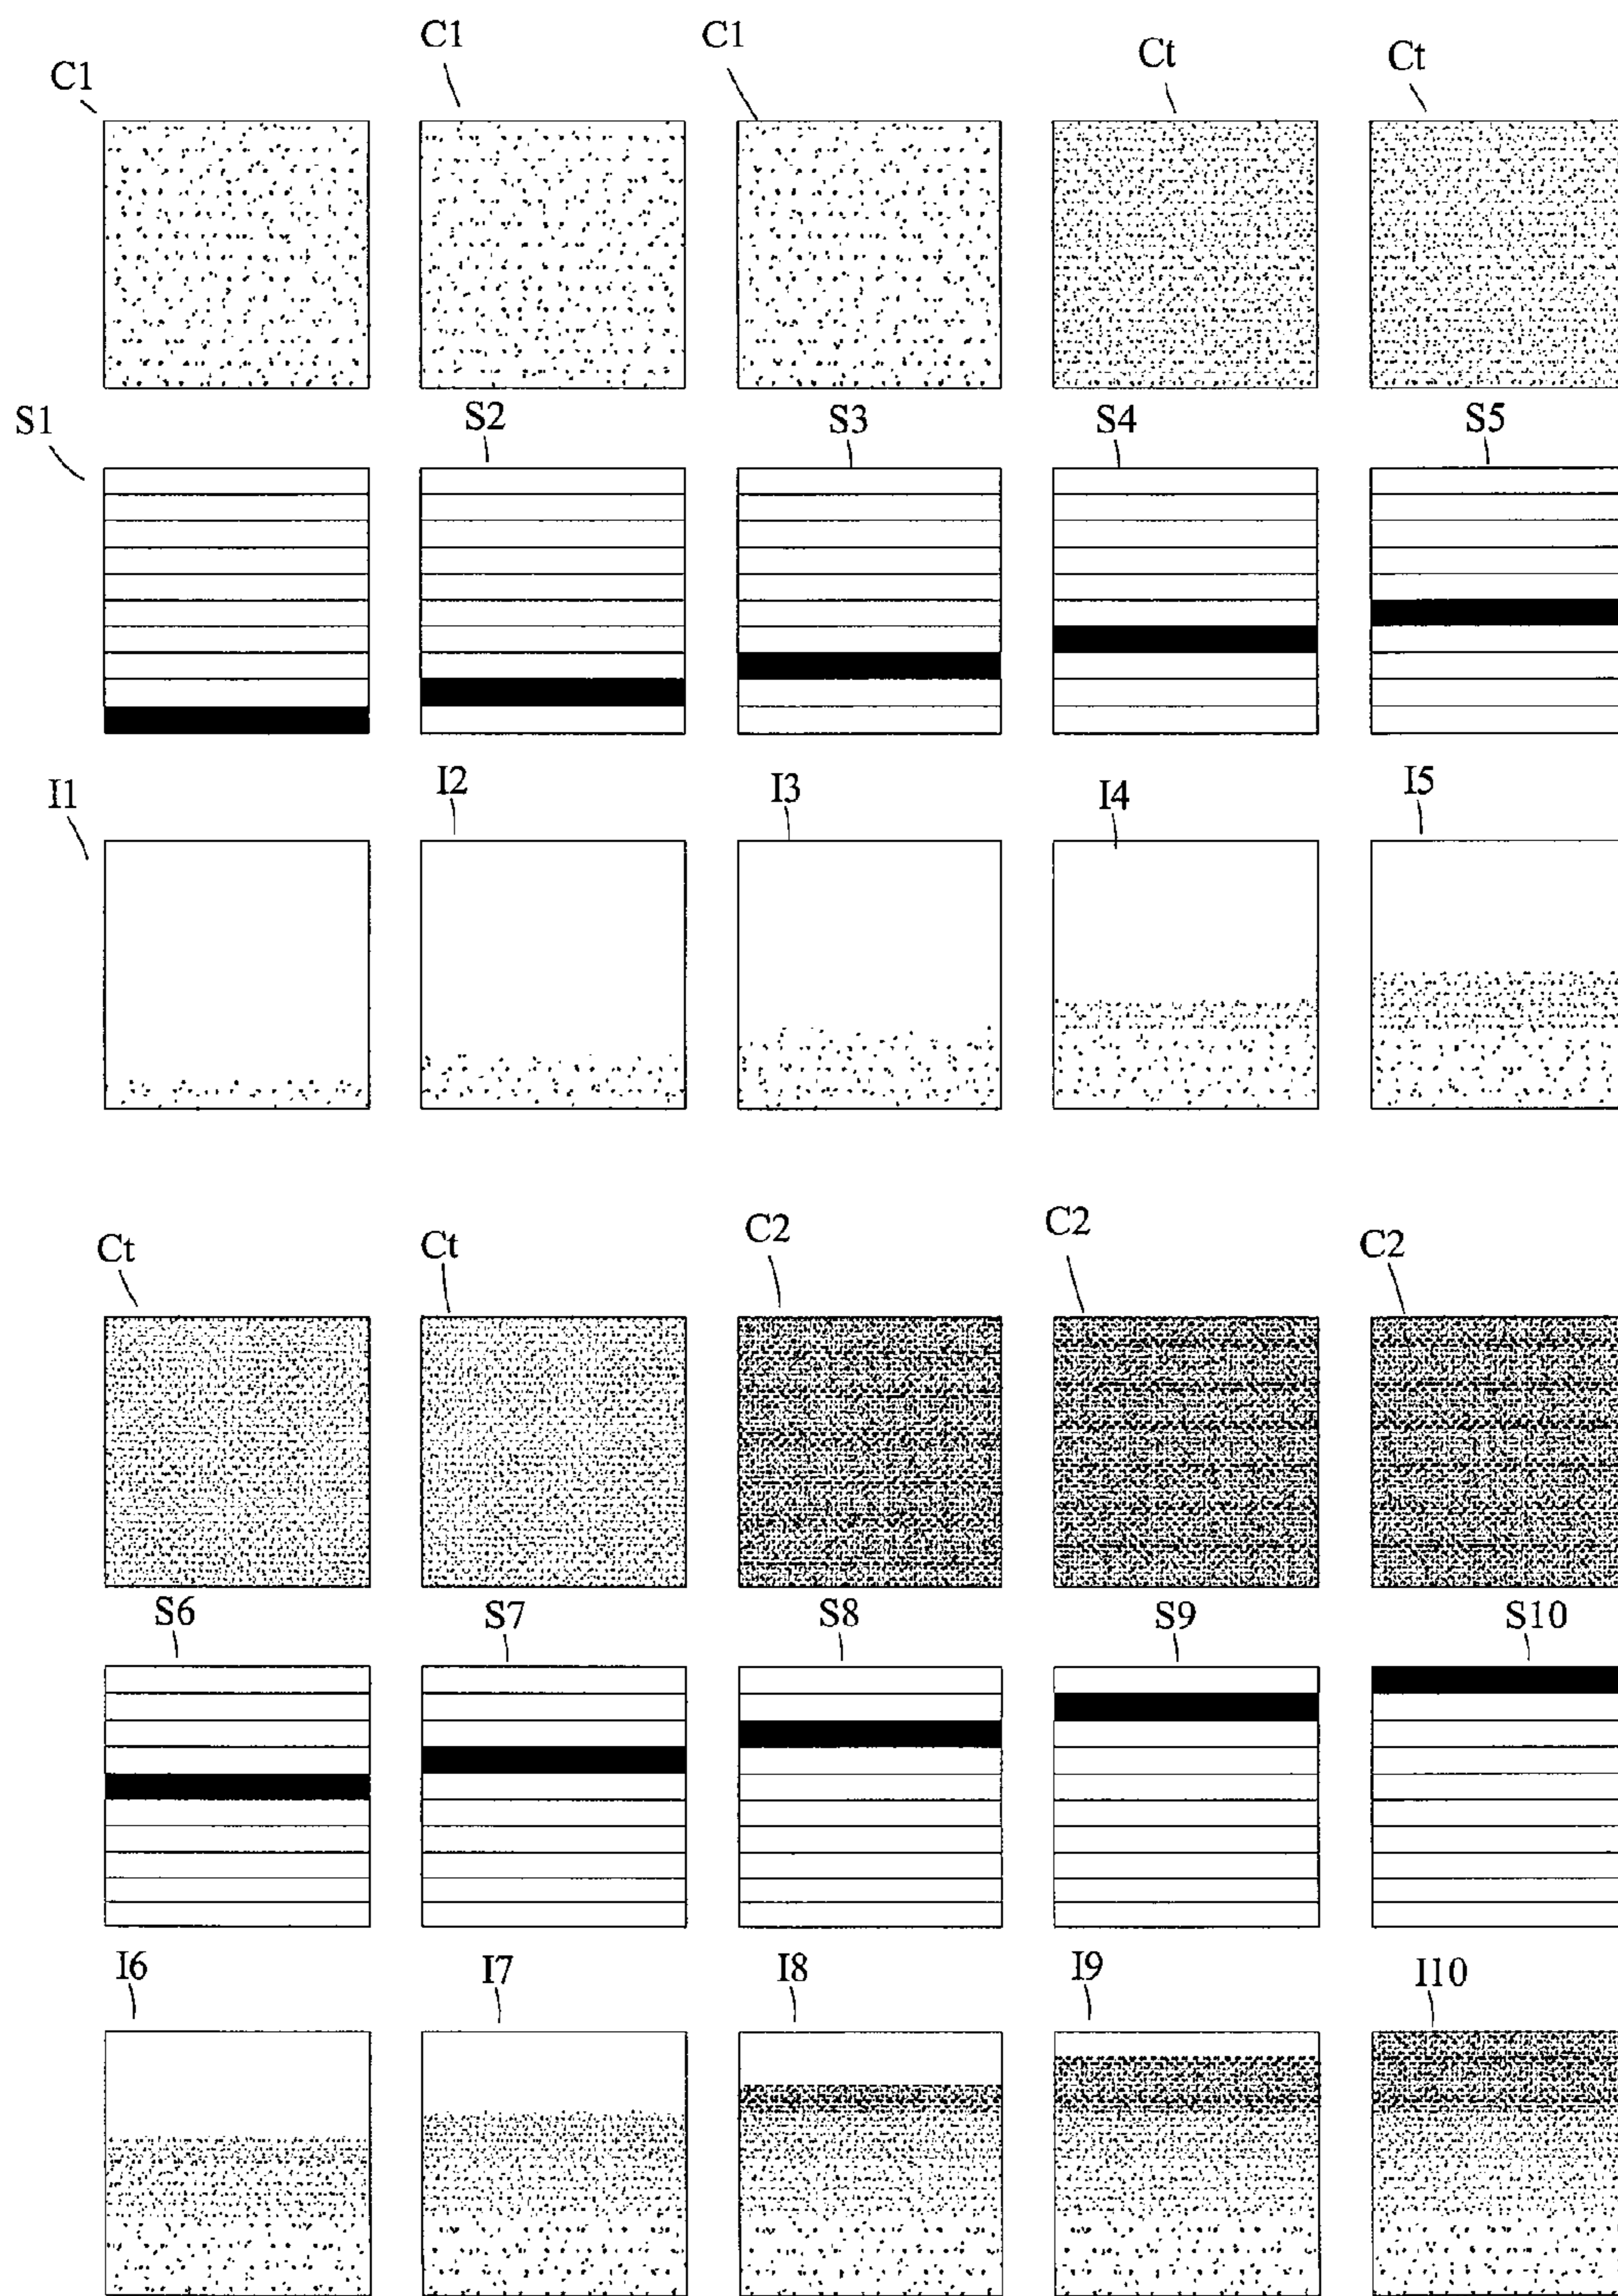 C1 C1 C1 Ct Ct
S1 S2 S3 S4 S5
I1 I2 I3 I4 I5
Ct Ct C2 C2 C2
S6 S7 S8 S9 S10
I6 I7 I8 I9 I10